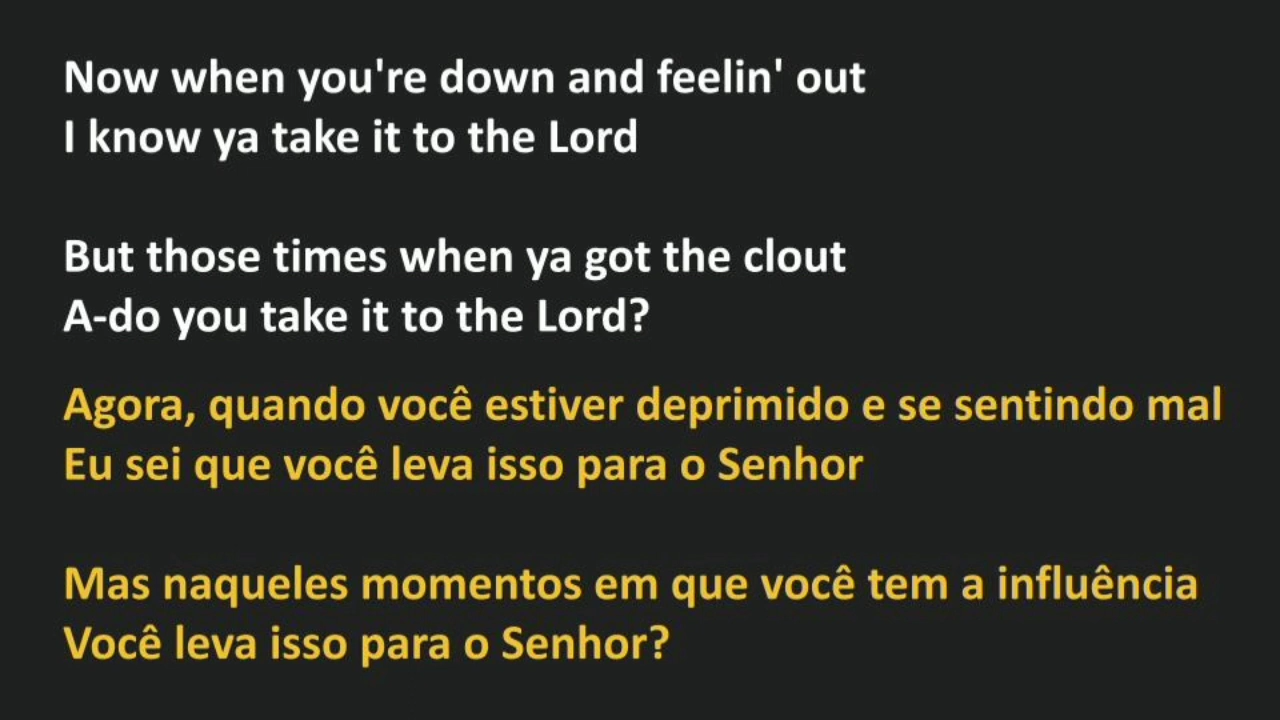 Now when you're down and feelin' out
I know ya take it to the Lord
But those times when ya got the clout
A-do you take it to the Lord?
Agora, quando você estiver deprimido e se sentindo mal
Eu sei que você leva isso para o Senhor
Mas naqueles momentos em que você tem a influência
Você leva isso para o Senhor?